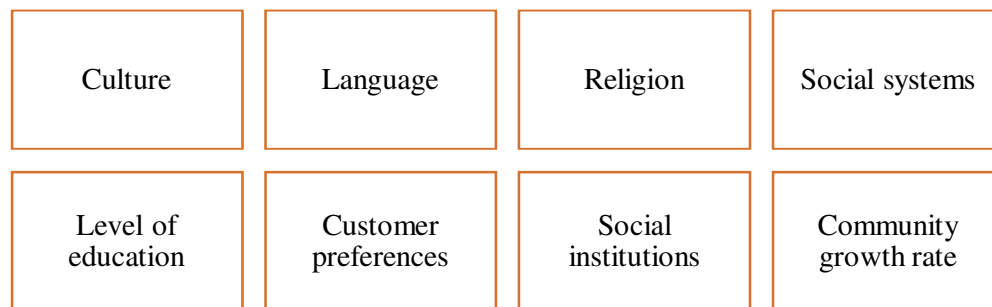 Culture
Language
Religion
Social systems
Level of
education
Customer
preferences
Social
institutions
Community
growth rate